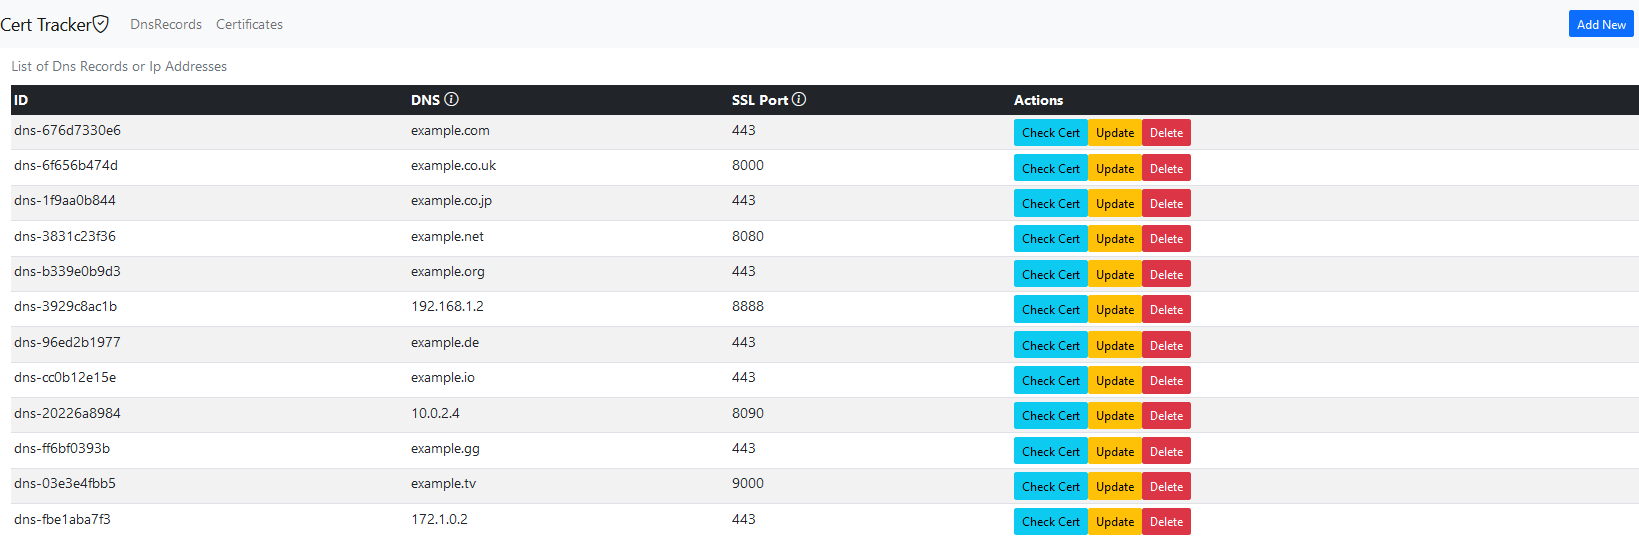 Cert Tracker DnsRecords Certificates Add New
List of Dns Records or Ip Addresses
ID DNS SSL Port Actions
dns-676d7330e6 example.com 443 Check Cert Update Delete
dns-6f656b474d example.co.uk 8000 Check Cert Update Delete
dns-1f9aa0b844 example.co.jp 443 Check Cert Update Delete
dns-3831c23f36 example.net 8080 Check Cert Update Delete
dns-b339e0b9d3 example.org 443 Check Cert Update Delete
dns-3929c8ac1b 192.168.1.2 8888 Check Cert Update Delete
dns-96ed2b1977 example.de 443 Check Cert Update Delete
dns-cc0b12e15e example.io 443 Check Cert Update Delete
dns-20226a8984 10.0.2.4 8090 Check Cert Update Delete
dns-ff6bf0393b example.gg 443 Check Cert Update Delete
dns-03e3e4fbb5 example.tv 9000 Check Cert Update Delete
dns-fbe1aba7f3 172.1.0.2 443 Check Cert Update Delete